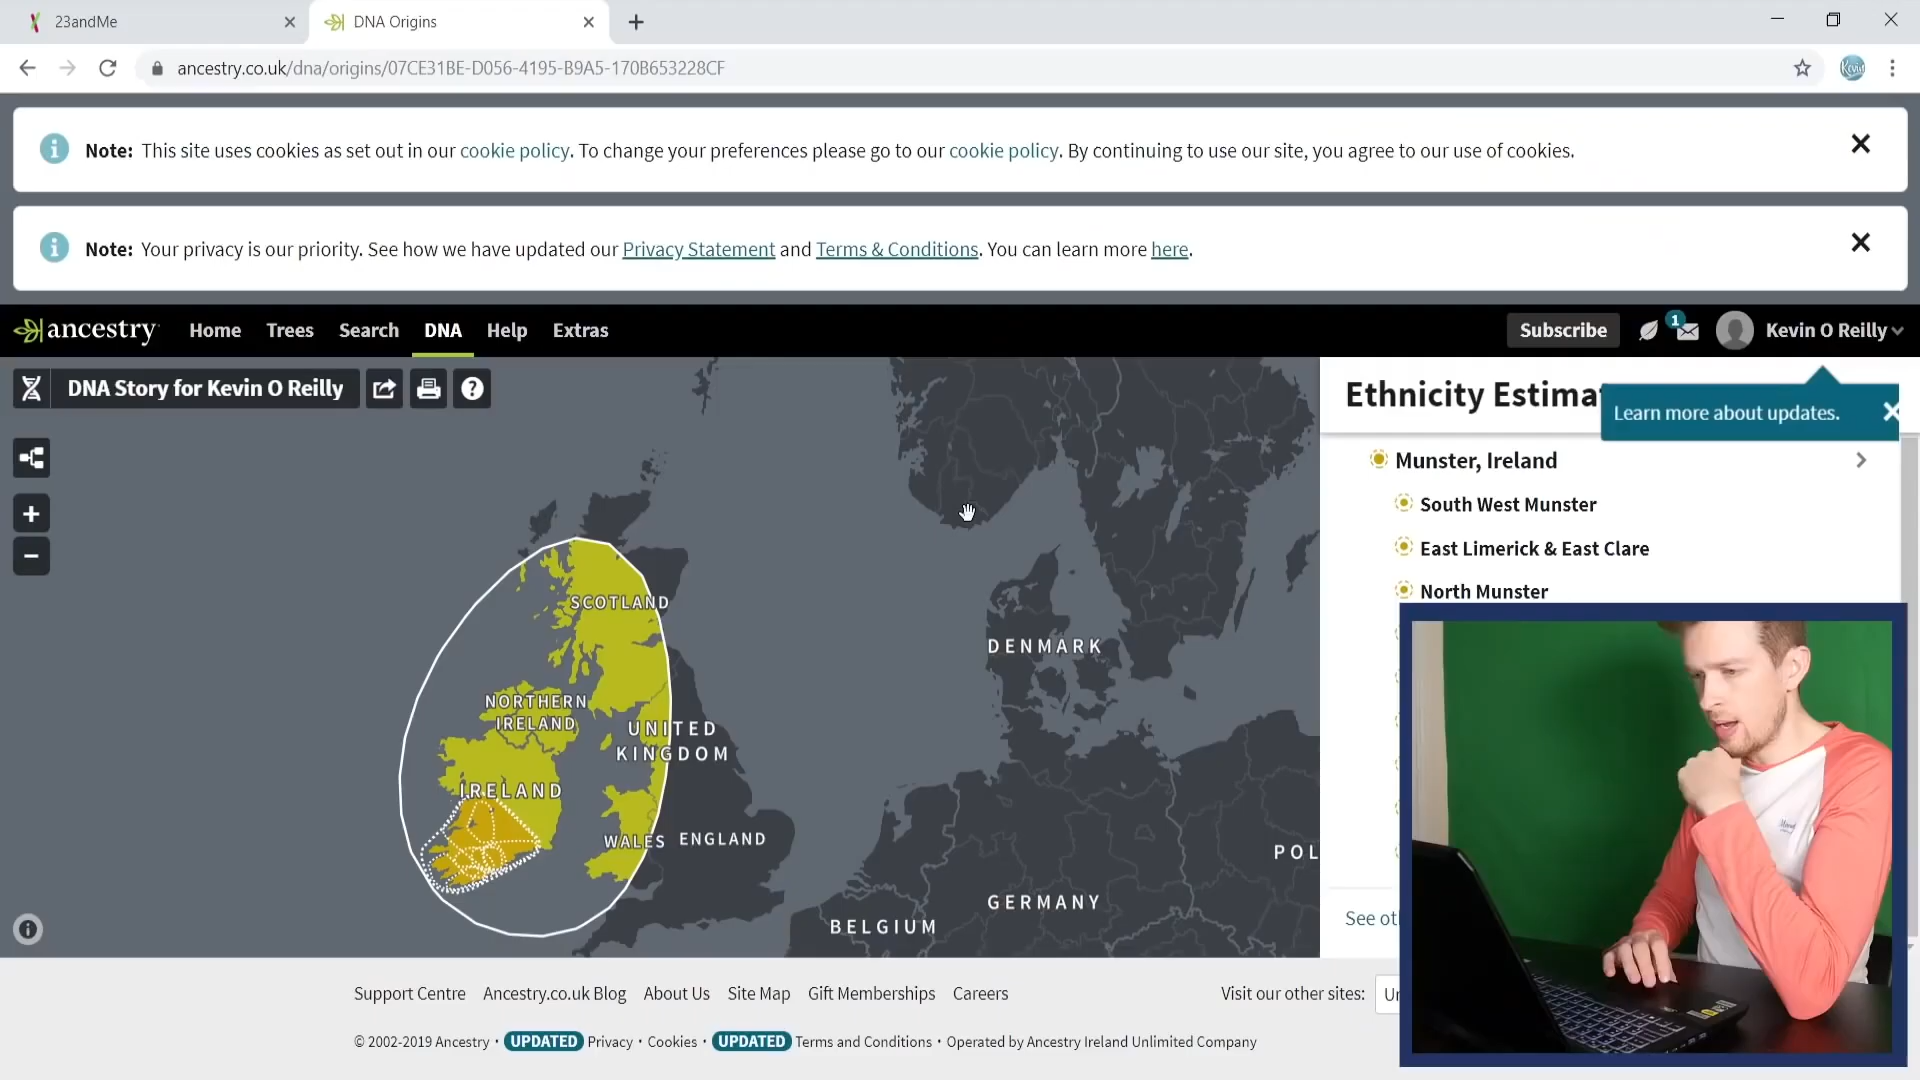 23andMe
DNA Origins
ancestry.co.uk/dna/origins/07CE31BE-D056-4195-B9A5-170B653228CF
Kevin
Note: This site uses cookies as set out in our cookie policy. To change your preferences please go to our cookie policy. By continuing to use our site, you agree to our use of cookies.
Note: Your privacy is our priority. See how we have updated our Privacy Statement and Terms & Conditions. You can learn more here.
ancestry Home Trees Search DNA Help Extras Subscribe 1 Kevin O Reilly
DNA Story for Kevin O Reilly
Ethnicity Estima
Learn more about updates.
Munster, Ireland
South West Munster
East Limerick & East Clare
North Munster
SCOTLAND
DENMARK
NORTHERN
IRELAND
UNITED
KINGDOM
IRELAND
WALES
ENGLAND
POL
GERMANY
BELGIUM
See ot
Support Centre Ancestry.co.uk Blog About Us Site Map Gift Memberships Careers
Visit our other sites: Un
© 2002-2019 Ancestry · UPDATED Privacy · Cookies · UPDATED Terms and Conditions · Operated by Ancestry Ireland Unlimited Company